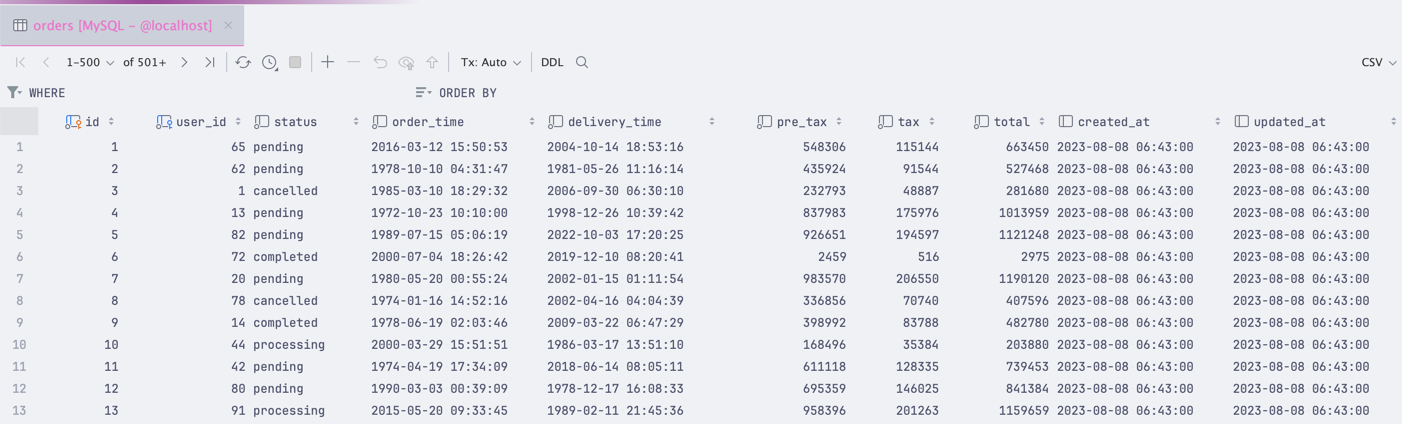 orders [MySQL – @localhost]
1–500 of 501+ Tx: Auto DDL CSV
WHERE ORDER BY
id user_id status order_time delivery_time pre_tax tax total created_at updated_at
1 1 65 pending 2016-03-12 15:50:53 2004-10-14 18:53:16 548306 115144 663450 2023-08-08 06:43:00 2023-08-08 06:43:00
2 2 62 pending 1978-10-10 04:31:47 1981-05-26 11:16:14 435924 91544 527468 2023-08-08 06:43:00 2023-08-08 06:43:00
3 3 1 cancelled 1985-03-10 18:29:32 2006-09-30 06:30:10 232793 48887 281680 2023-08-08 06:43:00 2023-08-08 06:43:00
4 4 13 pending 1972-10-23 10:10:00 1998-12-26 10:39:42 837983 175976 1013959 2023-08-08 06:43:00 2023-08-08 06:43:00
5 5 82 pending 1989-07-15 05:06:19 2022-10-03 17:20:25 926651 194597 1121248 2023-08-08 06:43:00 2023-08-08 06:43:00
6 6 72 completed 2000-07-04 18:26:42 2019-12-10 08:20:41 2459 516 2975 2023-08-08 06:43:00 2023-08-08 06:43:00
7 7 20 pending 1980-05-20 00:55:24 2002-01-15 01:11:54 983570 206550 1190120 2023-08-08 06:43:00 2023-08-08 06:43:00
8 8 78 cancelled 1974-01-16 14:52:16 2002-04-16 04:04:39 336856 70740 407596 2023-08-08 06:43:00 2023-08-08 06:43:00
9 9 14 completed 1978-06-19 02:03:46 2009-03-22 06:47:29 398992 83788 482780 2023-08-08 06:43:00 2023-08-08 06:43:00
10 10 44 processing 2000-03-29 15:51:51 1986-03-17 13:51:10 168496 35384 203880 2023-08-08 06:43:00 2023-08-08 06:43:00
11 11 42 pending 1974-04-19 17:34:09 2018-06-14 08:05:11 611118 128335 739453 2023-08-08 06:43:00 2023-08-08 06:43:00
12 12 80 pending 1990-03-03 00:39:09 1978-12-17 16:08:33 695359 146025 841384 2023-08-08 06:43:00 2023-08-08 06:43:00
13 13 91 processing 2015-05-20 09:33:45 1989-02-11 21:45:36 958396 201263 1159659 2023-08-08 06:43:00 2023-08-08 06:43:00